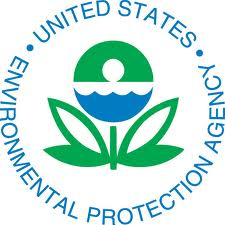 • UNITED STATES •
ENVIRONMENTAL PROTECTION AGENCY